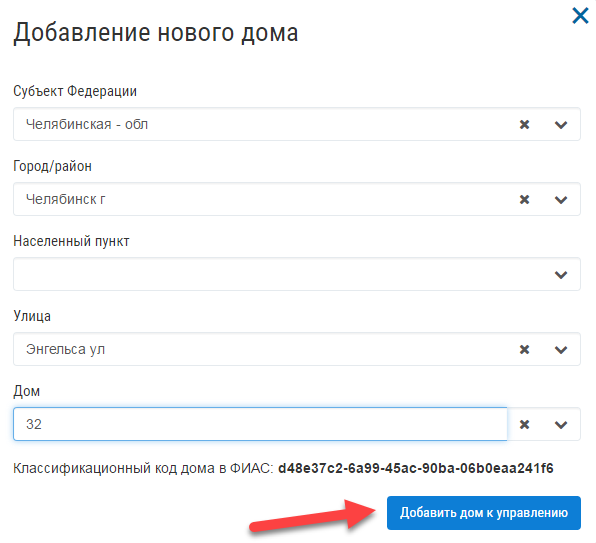 Добавление нового дома
Субъект Федерации
Челябинская - обл
Город/район
Челябинск г
Населенный пункт
Улица
Энгельса ул
Дом
32
Классификационный код дома в ФИАС: d48e37c2-6a99-45ac-90ba-06b0eaa241f6
Добавить дом к управлению